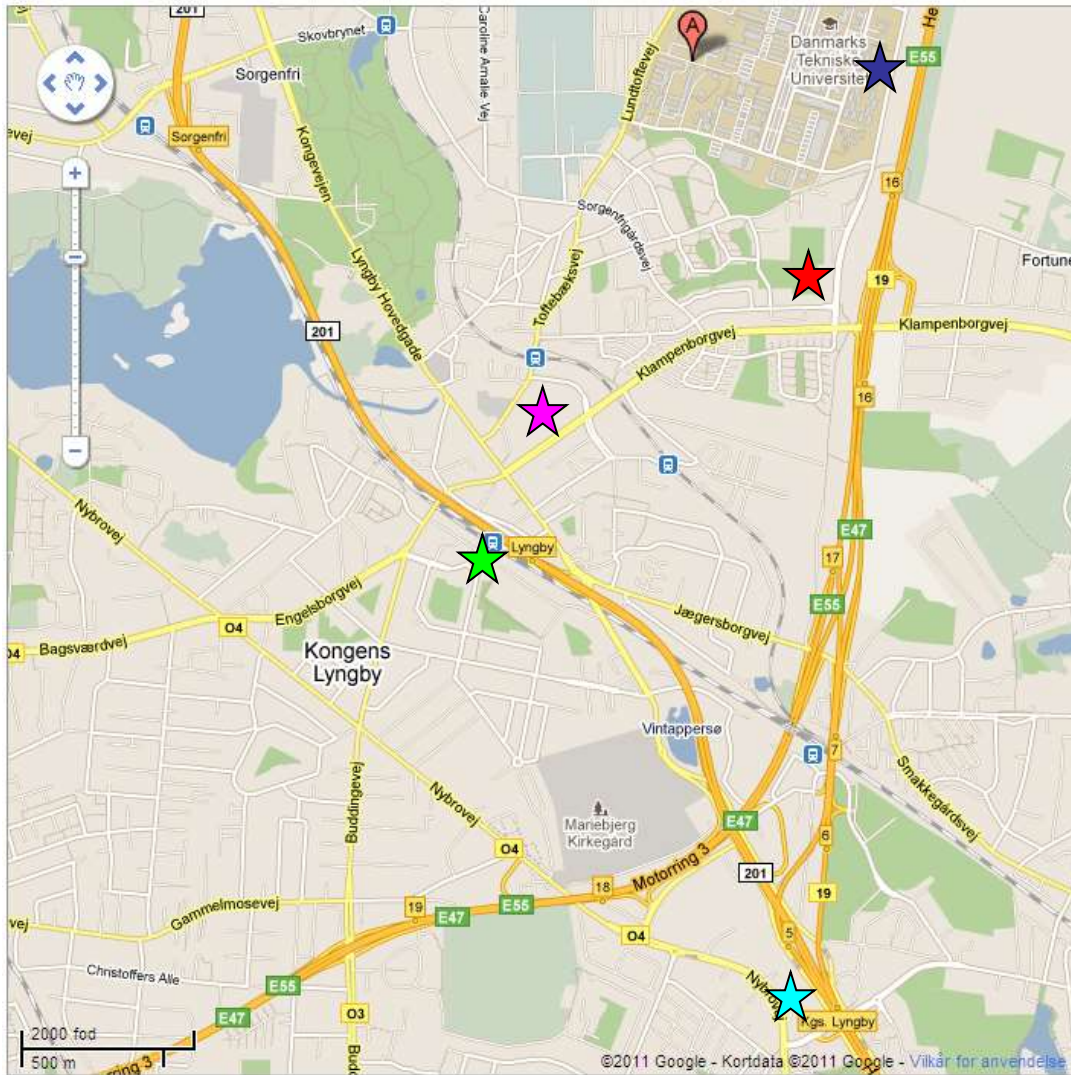 201
Skovbrynet
Caroline Amalie Vej
Lundtoftevej
A
Danmarks
Tekniske
Universitet
E55
Sorgenfri
Sorgenfri
Kongevejen
16
Sorgenfrigårdsvej
Fortune
19
Toftebæksvej
Lyngby Hovedgade
201
Klampenborgvej
Klampenborgvej
16
Nybrovej
E47
Lyngby
17
E55
Engelsborgvej
Jægersborgvej
O4
O4
Bagsværdvej
Kongens
Lyngby
Vintappersø
7
Smakkegårdsvej
Buddingevej
Nybrovej
Mariebjerg
Kirkegård
E47
O4
6
Motorring 3
201
18
19
19
E55
E47
Gammelmosevej
O4
5
Christoffers Alle
E55
O3
E47
Kgs. Lyngby
2000 fod
500 m
©2011 Google - Kortdata ©2011 Google - Vilkår for anvendelse